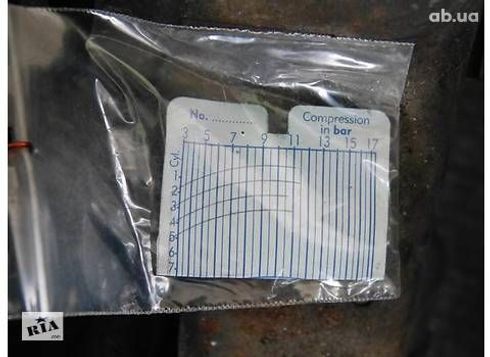 ab.ua
No. ............
Compression
in bar
3 5 7 9 11 13 15 17
Cyl.
1
2
3
4
5
6
7
RIA
.com